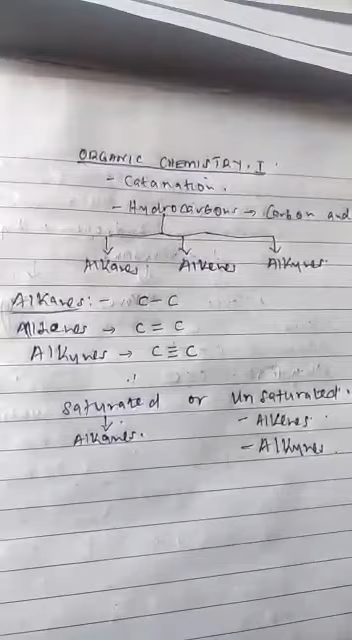 ORGANIC CHEMISTRY. I
- Catanation.
- Hydrocarbons → Carbon and
Alkanes Alkenes Alkynes
Alkanes:- C-C
Alkenes → C = C
Alkynes → C ≡ C
Saturated or Unsaturated.
Alkanes. - Alkenes
- Alkynes